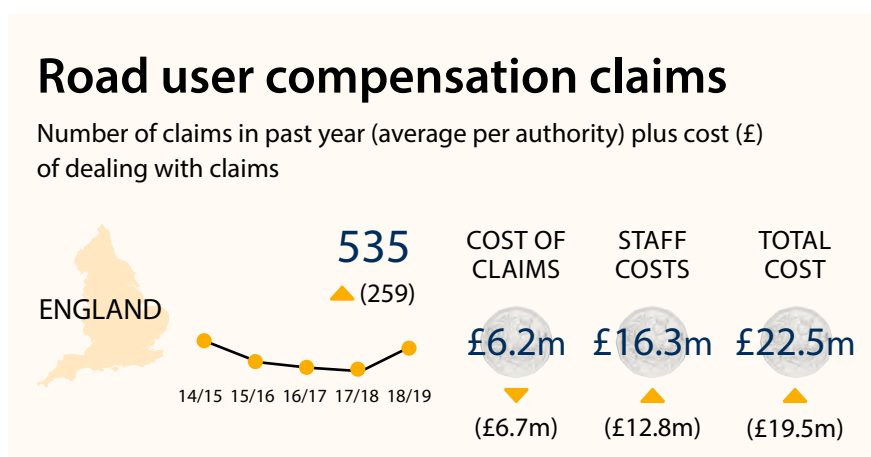 Road user compensation claims
Number of claims in past year (average per authority) plus cost (£)
of dealing with claims
ENGLAND
535
(259)
14/15 15/16 16/17 17/18 18/19
COST OF
CLAIMS
£6.2m
(£6.7m)
STAFF
COSTS
£16.3m
(£12.8m)
TOTAL
COST
£22.5m
(£19.5m)